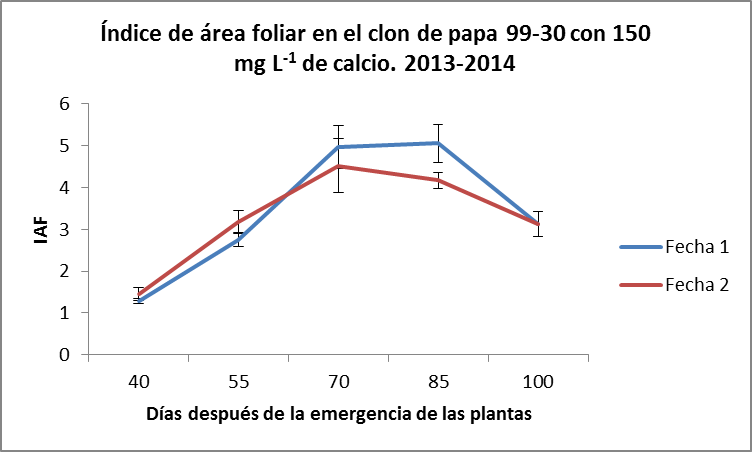 Índice de área foliar en el clon de papa 99-30 con 150
mg L-1 de calcio. 2013-2014
6
5
4
3
2
1
0
IAF
40 55 70 85 100
Días después de la emergencia de las plantas
Fecha 1
Fecha 2